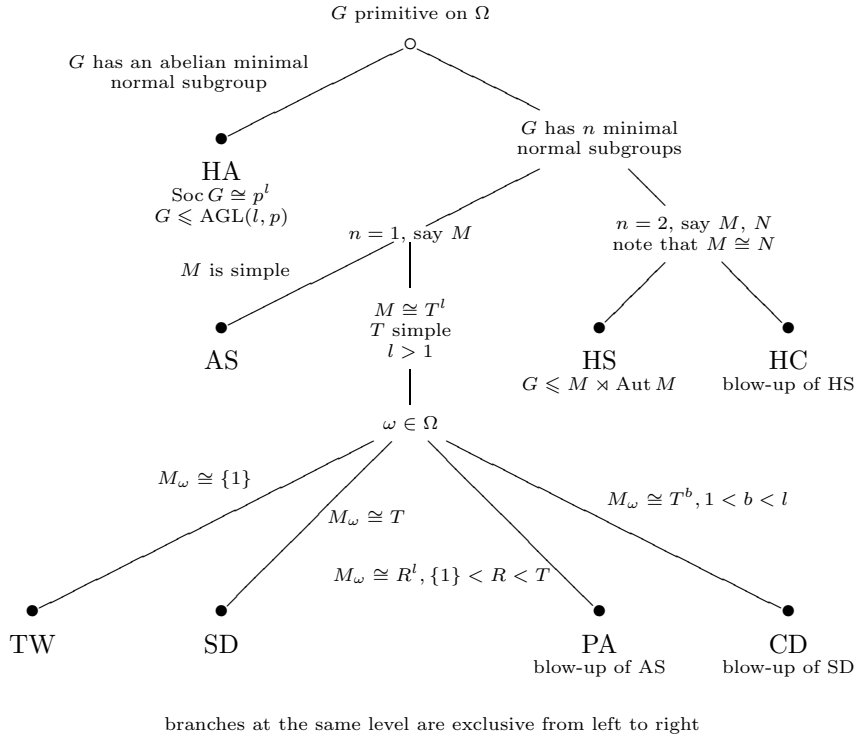 G primitive on Ω
G has an abelian minimal
normal subgroup
G has n minimal
normal subgroups
HA
Soc G ≅ p^l
G ⩽ AGL(l, p)
n = 1, say M
n = 2, say M, N
note that M ≅ N
M is simple
M ≅ T^l
T simple
l > 1
AS
HS
G ⩽ M ⋊ Aut M
HC
blow-up of HS
ω ∈ Ω
M_ω ≅ {1}
M_ω ≅ T
M_ω ≅ R^l, {1} < R < T
M_ω ≅ T^b, 1 < b < l
TW
SD
PA
blow-up of AS
CD
blow-up of SD
branches at the same level are exclusive from left to right